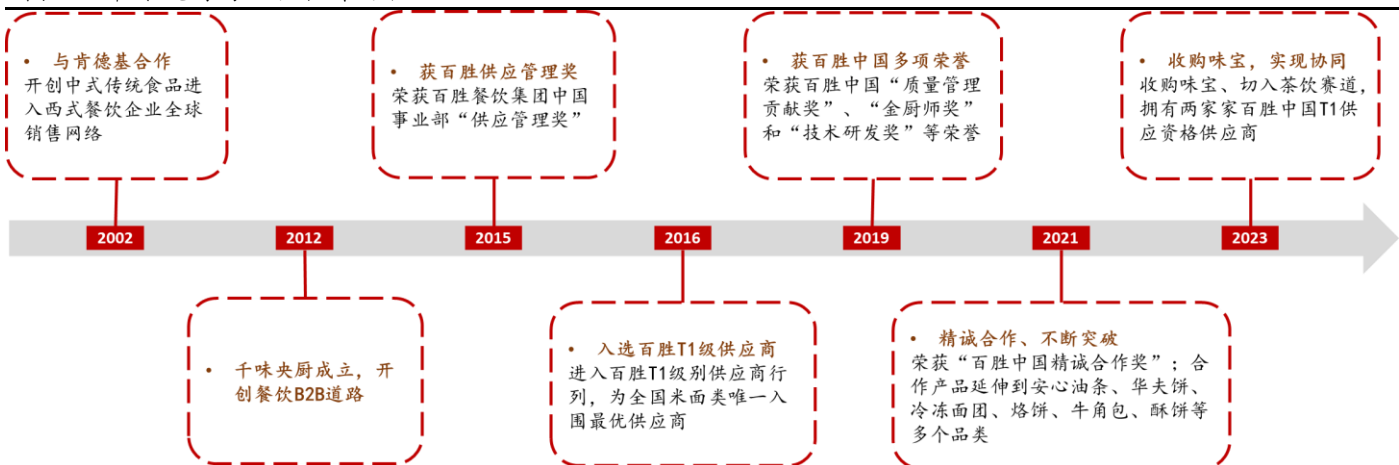 • 与肯德基合作
开创中式传统食品进
入西式餐饮企业全球
销售网络
• 获百胜供应管理奖
荣获百胜餐饮集团中国
事业部“供应管理奖”
• 获百胜中国多项荣誉
荣获百胜中国“质量管理
贡献奖”、“金厨师奖”
和“技术研发奖”等荣誉
• 收购味宝，实现协同
收购味宝、切入茶饮赛道，
拥有两家家百胜中国T1供
应资格供应商
2002
2012
2015
2016
2019
2021
2023
• 千味央厨成立，开
创餐饮B2B道路
• 入选百胜T1级供应商
进入百胜T1级别供应商行
列，为全国米面类唯一入
围最优供应商
• 精诚合作、不断突破
荣获“百胜中国精诚合作奖”；合
作产品延伸到安心油条、华夫饼、
冷冻面团、烙饼、牛角包、酥饼等
多个品类